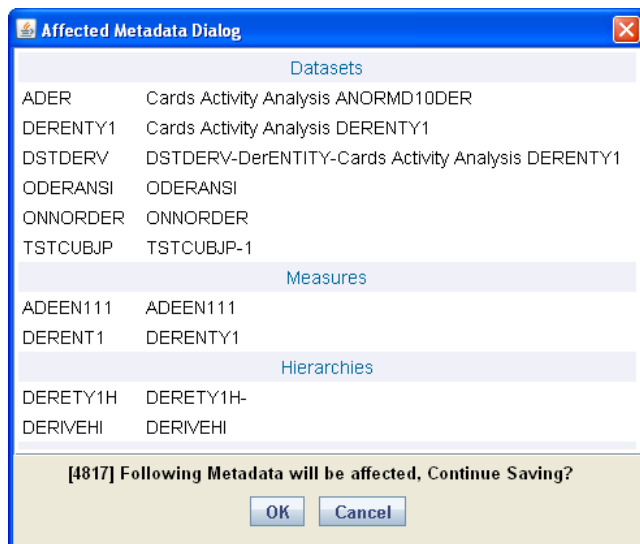 Affected Metadata Dialog
Datasets
ADER Cards Activity Analysis ANORMD10DER
DERENTY1 Cards Activity Analysis DERENTY1
DSTDERV DSTDERV-DerENTITY-Cards Activity Analysis DERENTY1
ODERANSI ODERANSI
ONNORDER ONNORDER
TSTCUBJP TSTCUBJP-1
Measures
ADEEN111 ADEEN111
DERENT1 DERENTY1
Hierarchies
DERETY1H DERETY1H-
DERIVEHI DERIVEHI
[4817] Following Metadata will be affected, Continue Saving?
OK Cancel